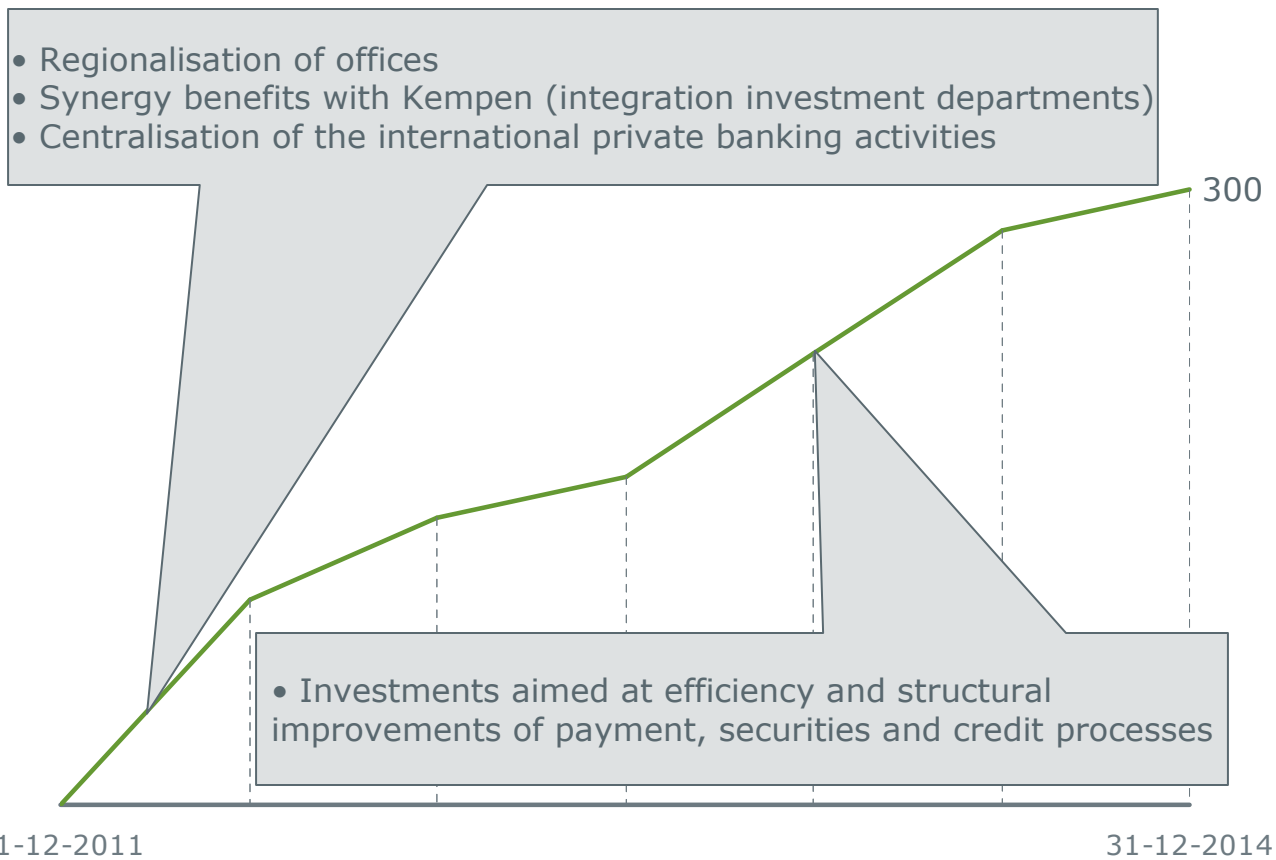 • Regionalisation of offices
• Synergy benefits with Kempen (integration investment departments)
• Centralisation of the international private banking activities
300
• Investments aimed at efficiency and structural
improvements of payment, securities and credit processes
1-12-2011
31-12-2014